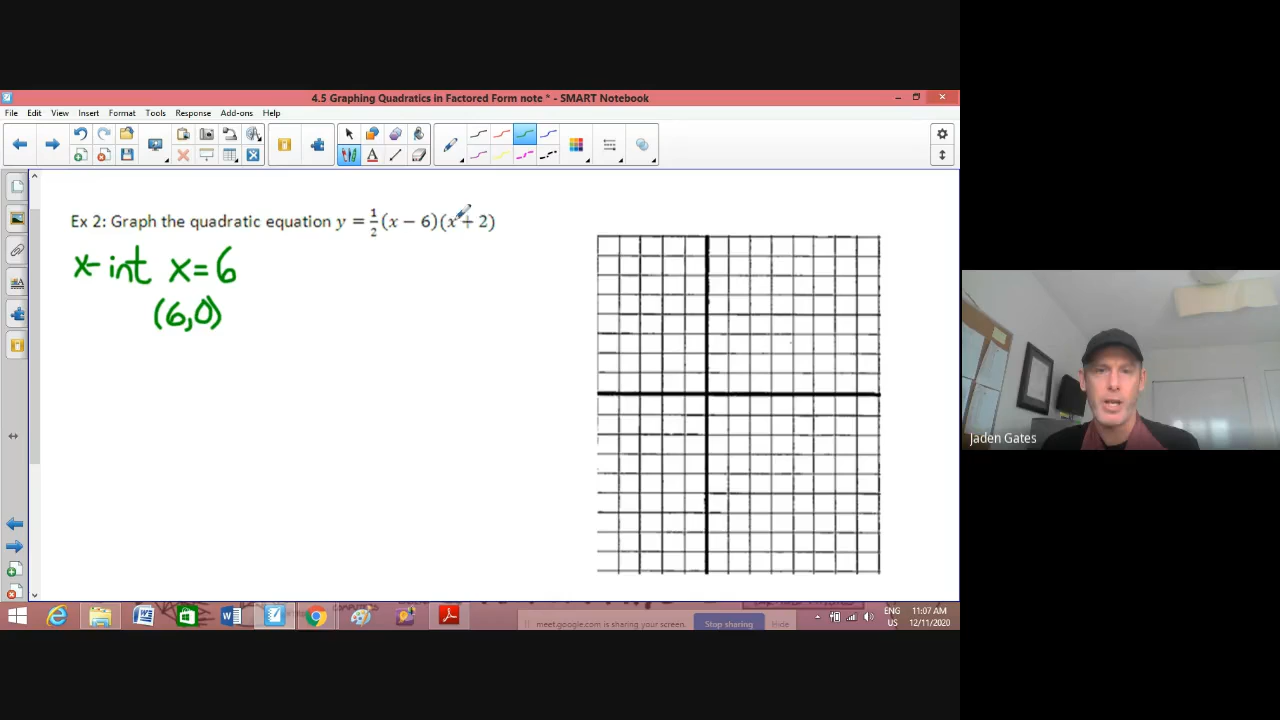 4.5 Graphing Quadratics in Factored Form note * - SMART Notebook
File Edit View Insert Format Tools Response Add-ons Help
Ex 2: Graph the quadratic equation y = 1/2 (x − 6)(x + 2)
x-int x=6
(6,0)
Jaden Gates
meet.google.com is sharing your screen. Stop sharing Hide
ENG
US
11:07 AM
12/11/2020